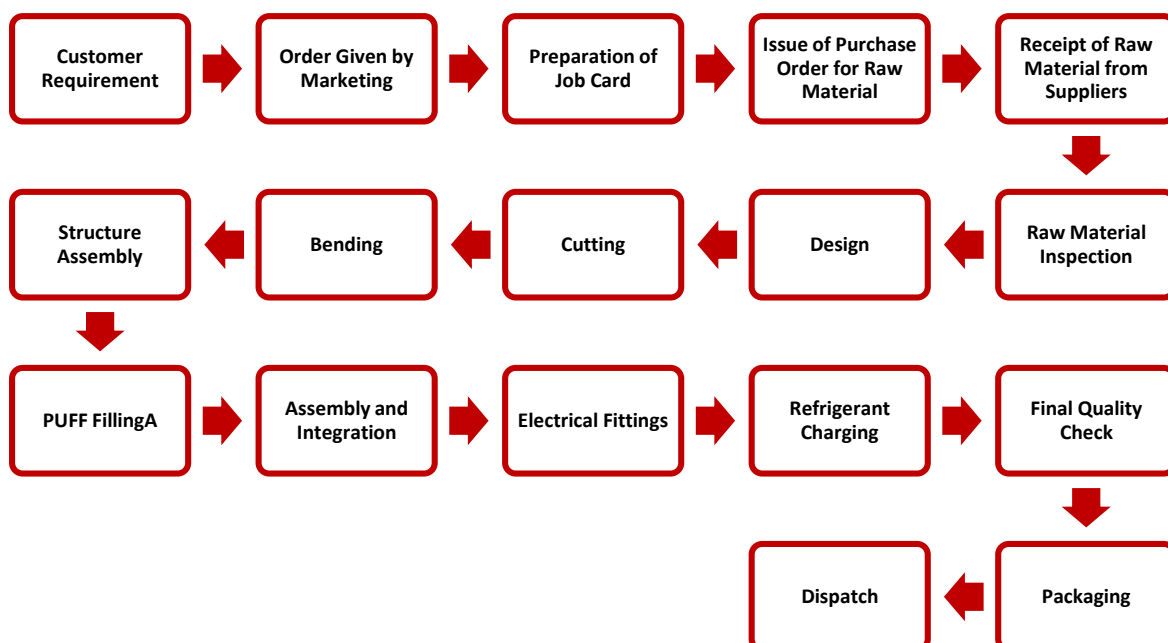 Customer
Requirement
Order Given by
Marketing
Preparation of
Job Card
Issue of Purchase
Order for Raw
Material
Receipt of Raw
Material from
Suppliers
Raw Material
Inspection
Design
Cutting
Bending
Structure
Assembly
PUFF FillingA
Assembly and
Integration
Electrical Fittings
Refrigerant
Charging
Final Quality
Check
Packaging
Dispatch